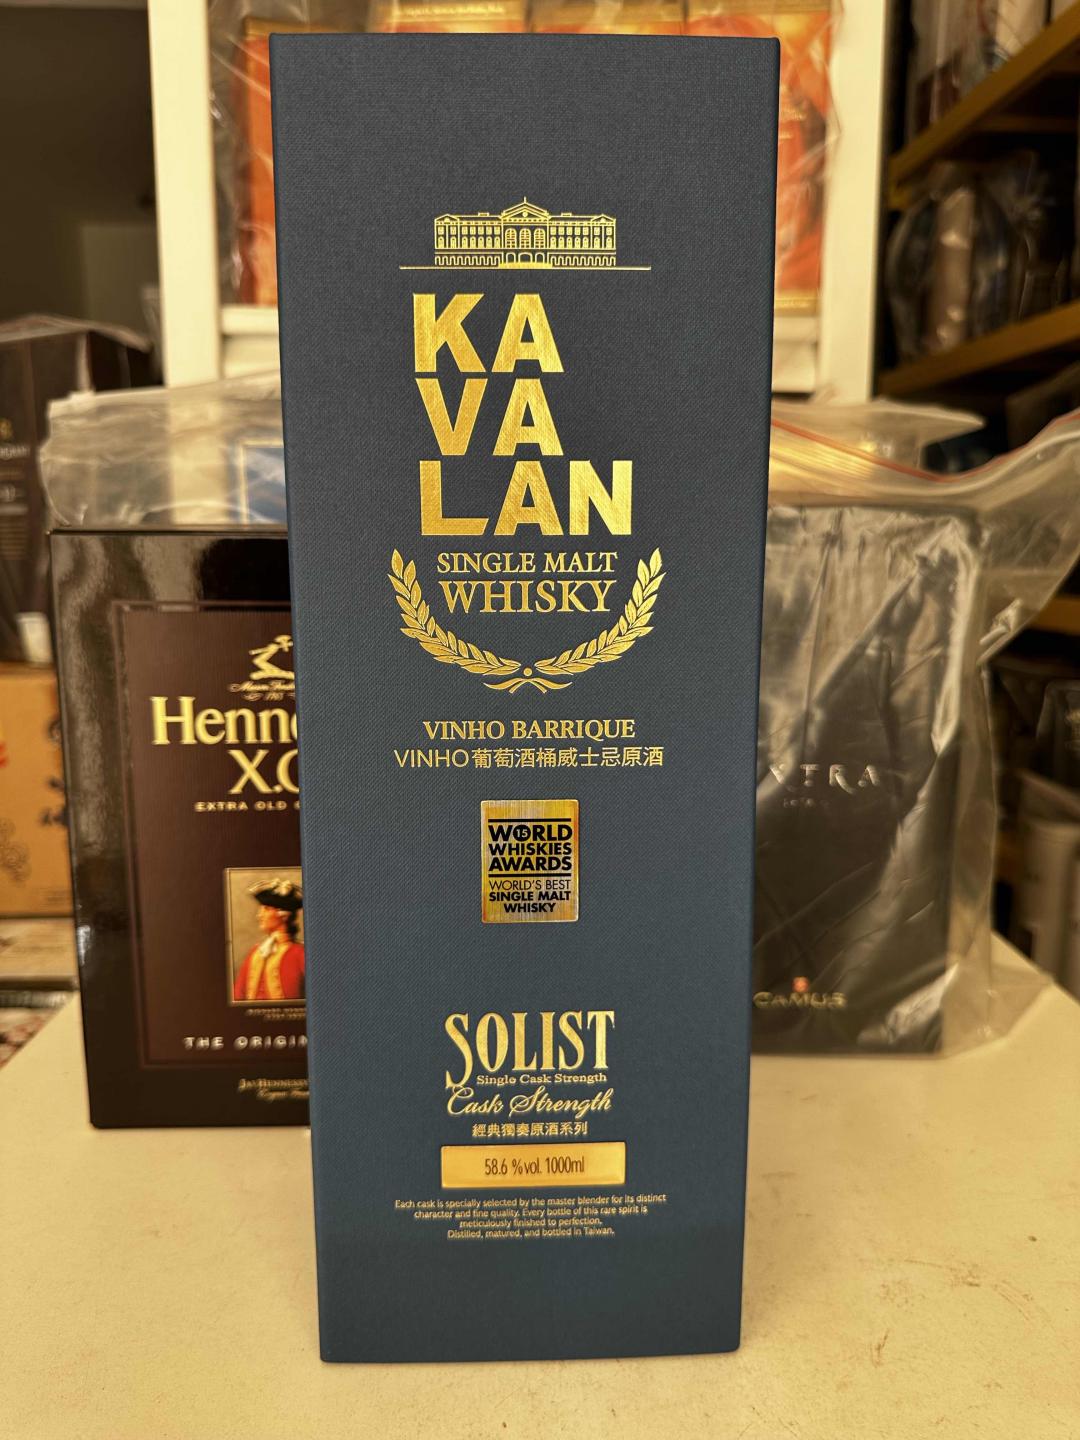 KA
VA
LAN
SINGLE MALT
WHISKY
VINHO BARRIQUE
VINHO葡萄酒桶威士忌原酒
WORLD
15
WHISKIES
AWARDS
WORLD'S BEST
SINGLE MALT
WHISKY
SOLIST
Single Cask Strength
Cask Strength
經典獨奏原酒系列
58.6 %vol. 1000ml
Each cask is specially selected by the master blender for its distinct
character and fine quality. Every bottle of this rare spirit is
meticulously finished to perfection.
Distilled, matured, and bottled in Taiwan.
Henne
X.O
EXTRA OLD
THE ORIGIN
XTRA
CAMUS